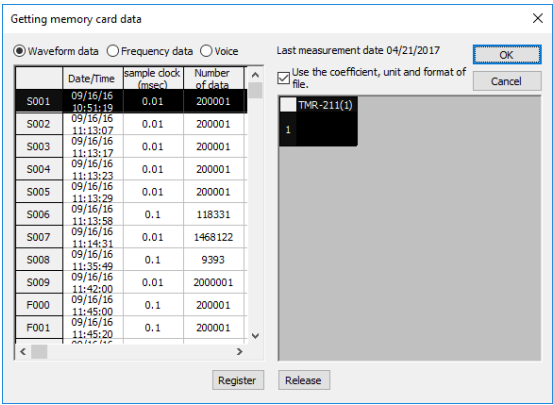 Getting memory card data
Waveform data Frequency data Voice
Last measurement date 04/21/2017
OK
Use the coefficient, unit and format of file.
Cancel
Date/Time sample clock (msec) Number of data
S001 09/16/16 10:51:19 0.01 200001
S002 09/16/16 11:13:07 0.01 200001
S003 09/16/16 11:13:17 0.01 200001
S004 09/16/16 11:13:23 0.01 200001
S005 09/16/16 11:13:29 0.01 200001
S006 09/16/16 11:13:58 0.1 118331
S007 09/16/16 11:14:31 0.01 1468122
S008 09/16/16 11:35:49 0.1 9393
S009 09/16/16 11:42:00 0.01 2000001
F000 09/16/16 11:45:00 0.1 200001
F001 09/16/16 11:45:20 0.1 200001
TMR-211(1)
1
Register
Release